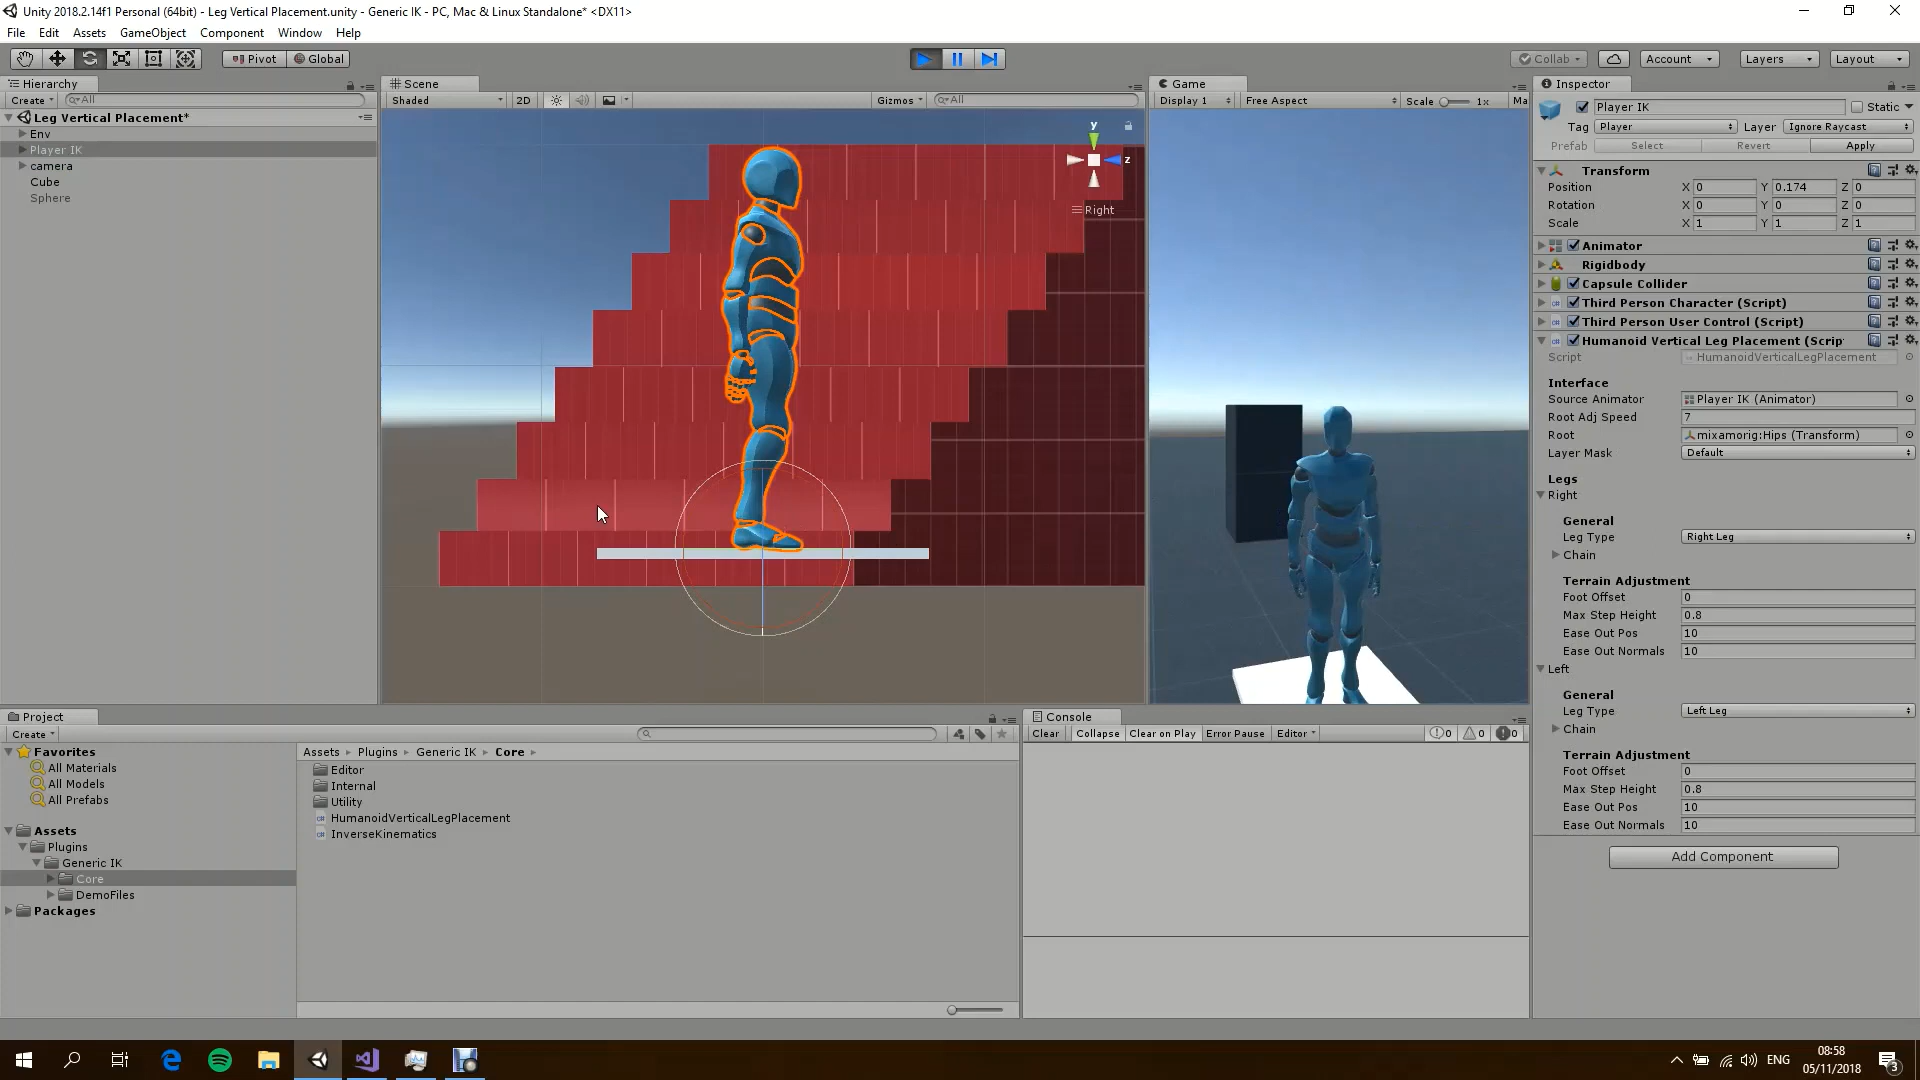 Unity 2018.2.14f1 Personal (64bit) - Leg Vertical Placement.unity - Generic IK - PC, Mac & Linux Standalone* <DX11>
File Edit Assets GameObject Component Window Help
Pivot Global Collab Account Layers Layout
Hierarchy
Create All
Leg Vertical Placement*
Env
Player IK
camera
Cube
Sphere
Scene
Shaded 2D Gizmos All
y
z
Right
Game
Display 1 Free Aspect Scale 1x Ma
Inspector
Player IK Static
Tag Player Layer Ignore Raycast
Prefab Select Revert Apply
Transform
Position X 0 Y 0.174 Z 0
Rotation X 0 Y 0 Z 0
Scale X 1 Y 1 Z 1
Animator
Rigidbody
Capsule Collider
Third Person Character (Script)
Third Person User Control (Script)
Humanoid Vertical Leg Placement (Scrip
Script HumanoidVerticalLegPlacement
Interface
Source Animator Player IK (Animator)
Root Adj Speed 7
Root mixamorig:Hips (Transform)
Layer Mask Default
Legs
Right
General
Leg Type Right Leg
Chain
Terrain Adjustment
Foot Offset 0
Max Step Height 0.8
Ease Out Pos 10
Ease Out Normals 10
Left
General
Leg Type Left Leg
Chain
Terrain Adjustment
Foot Offset 0
Max Step Height 0.8
Ease Out Pos 10
Ease Out Normals 10
Add Component
Project
Create
Favorites
All Materials
All Models
All Prefabs
Assets
Plugins
Generic IK
Core
DemoFiles
Packages
Assets Plugins Generic IK Core
Editor
Internal
Utility
HumanoidVerticalLegPlacement
InverseKinematics
Console
Clear Collapse Clear on Play Error Pause Editor 0 0 0
ENG
08:58
05/11/2018
3